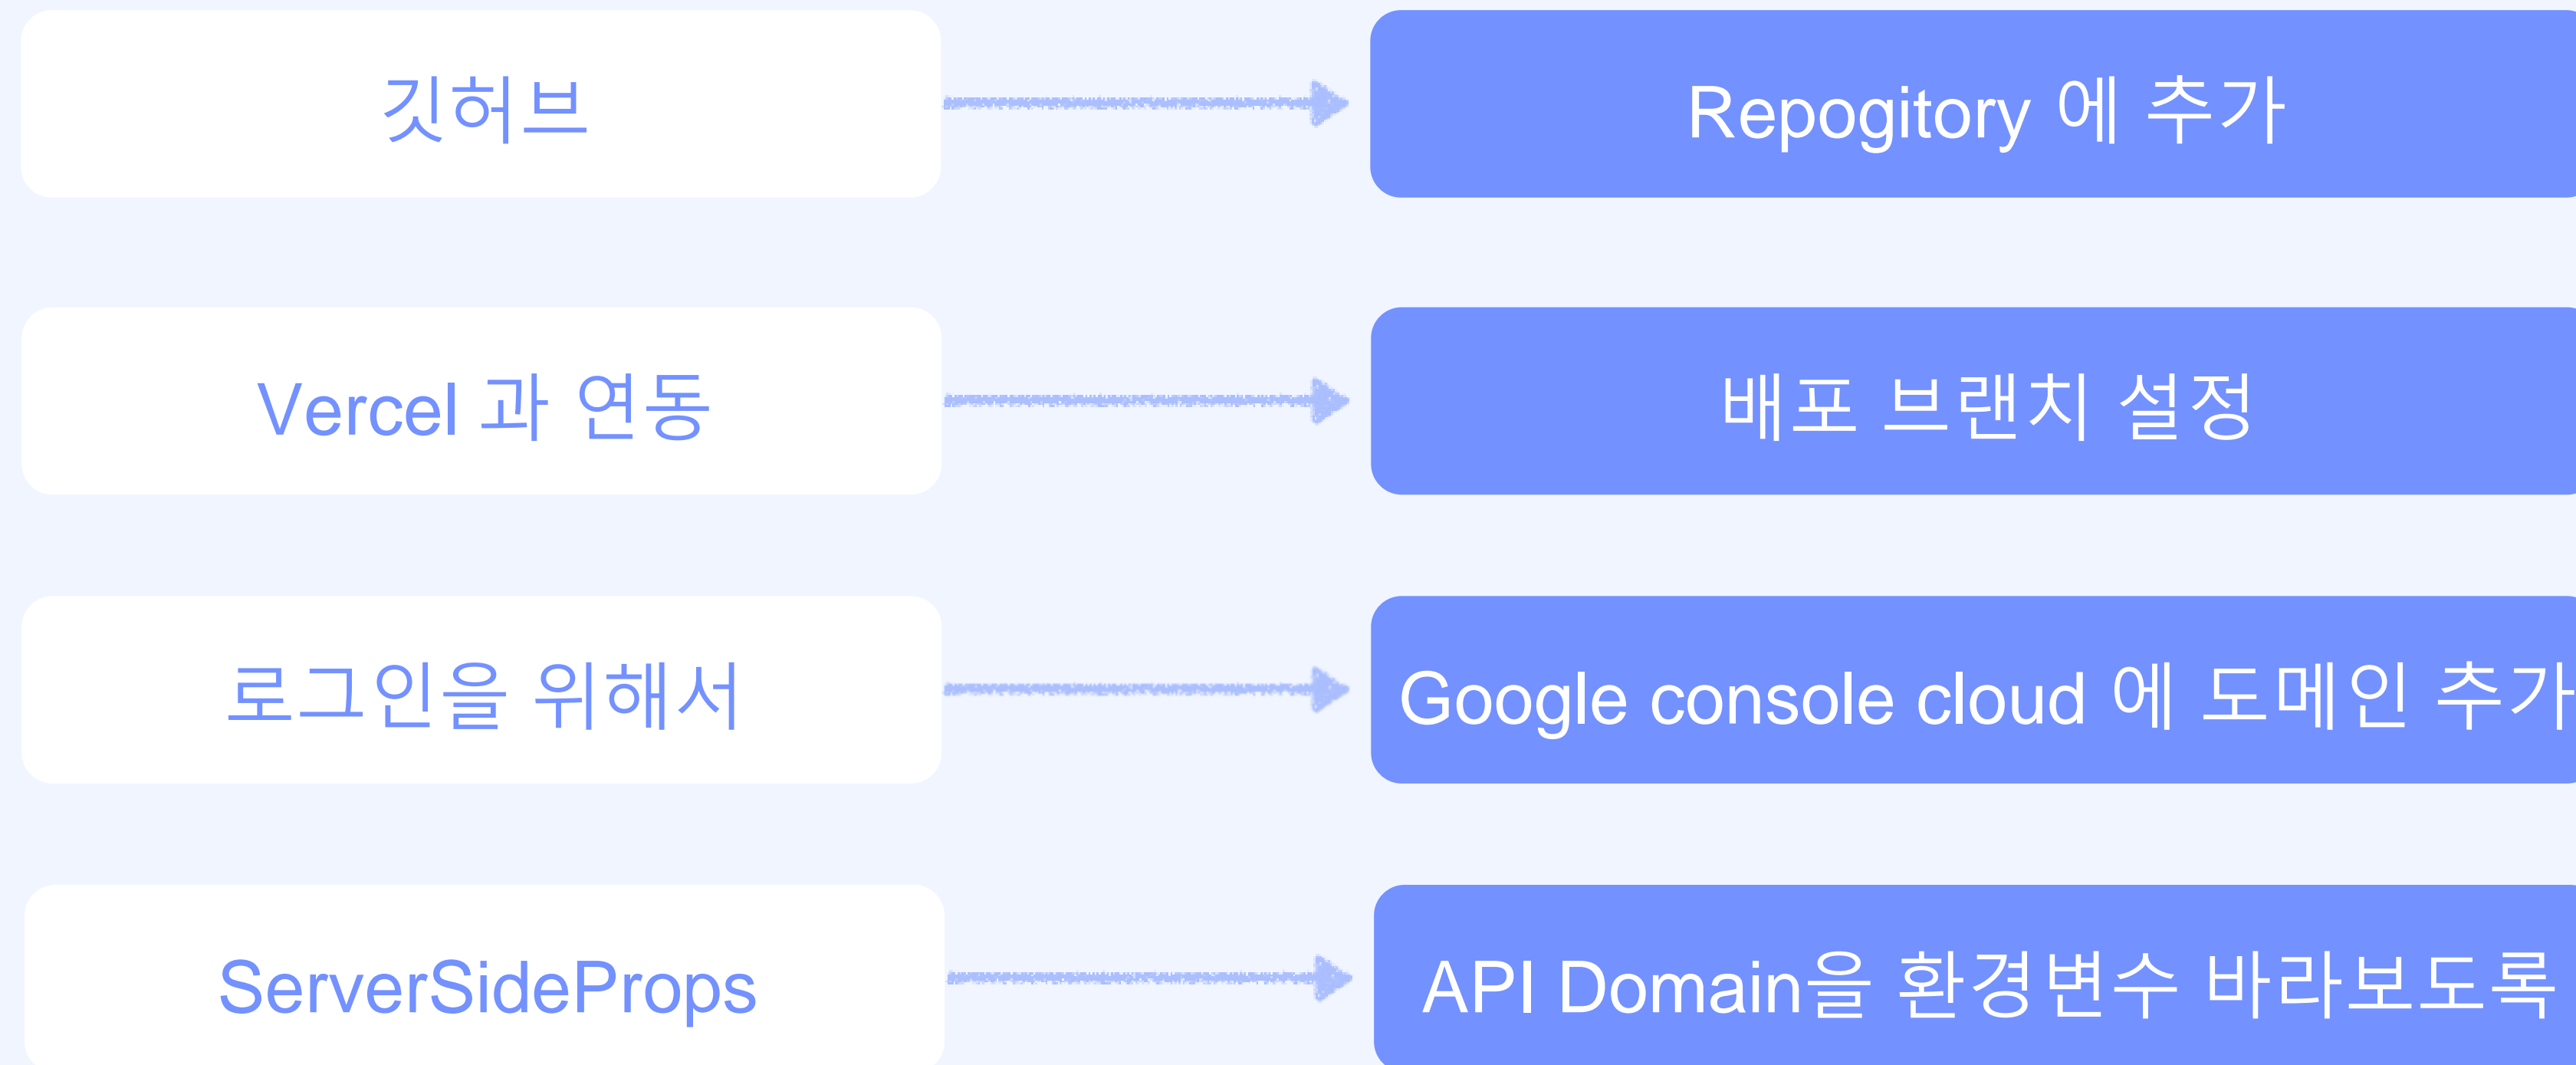 깃허브
Repogitory 에 추가
Vercel 과 연동
배포 브랜치 설정
로그인을 위해서
Google console cloud 에 도메인 추가
ServerSideProps
API Domain을 환경변수 바라보도록